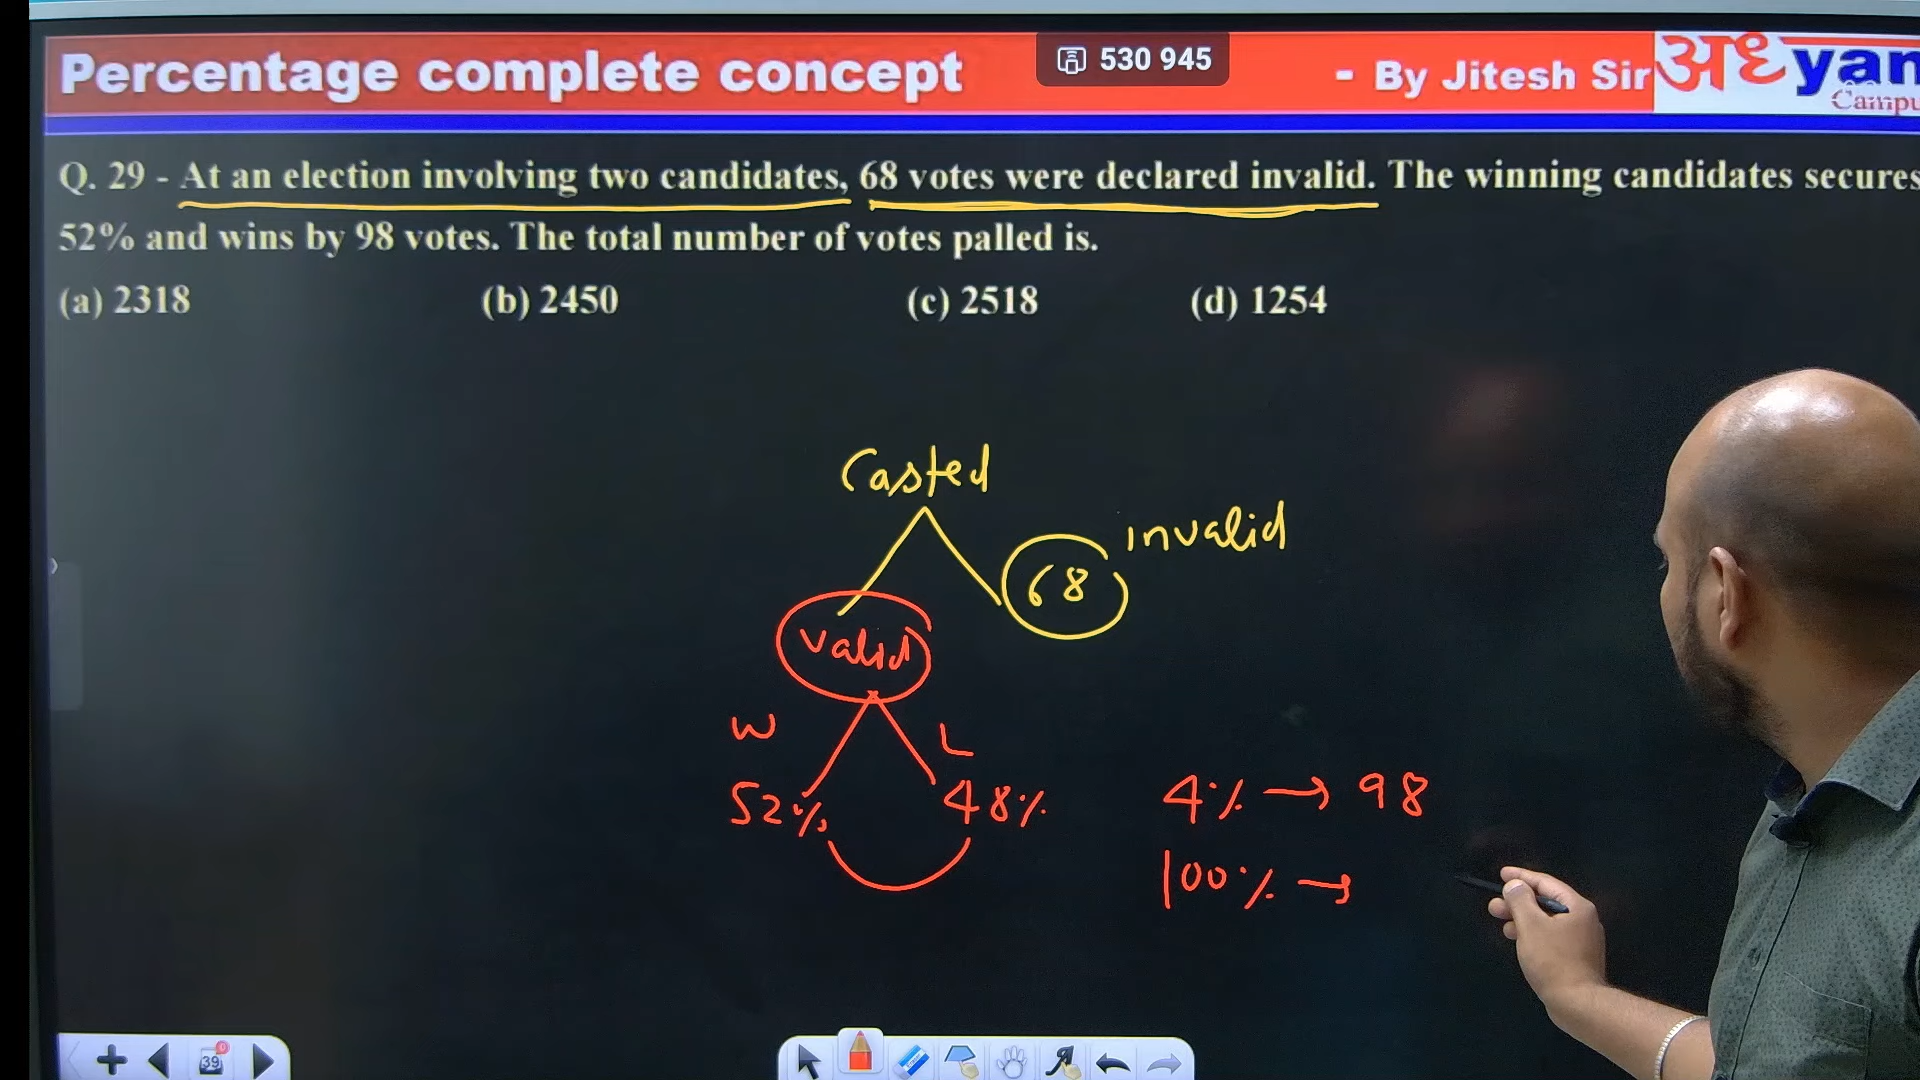 Percentage complete concept
530 945
- By Jitesh Sir
अध्yan
Campu
Q. 29 - At an election involving two candidates, 68 votes were declared invalid. The winning candidates secures
52% and wins by 98 votes. The total number of votes palled is.
(a) 2318 (b) 2450 (c) 2518 (d) 1254
Casted
invalid
68
valid
W L
52% 48%
4% → 98
100% →
39